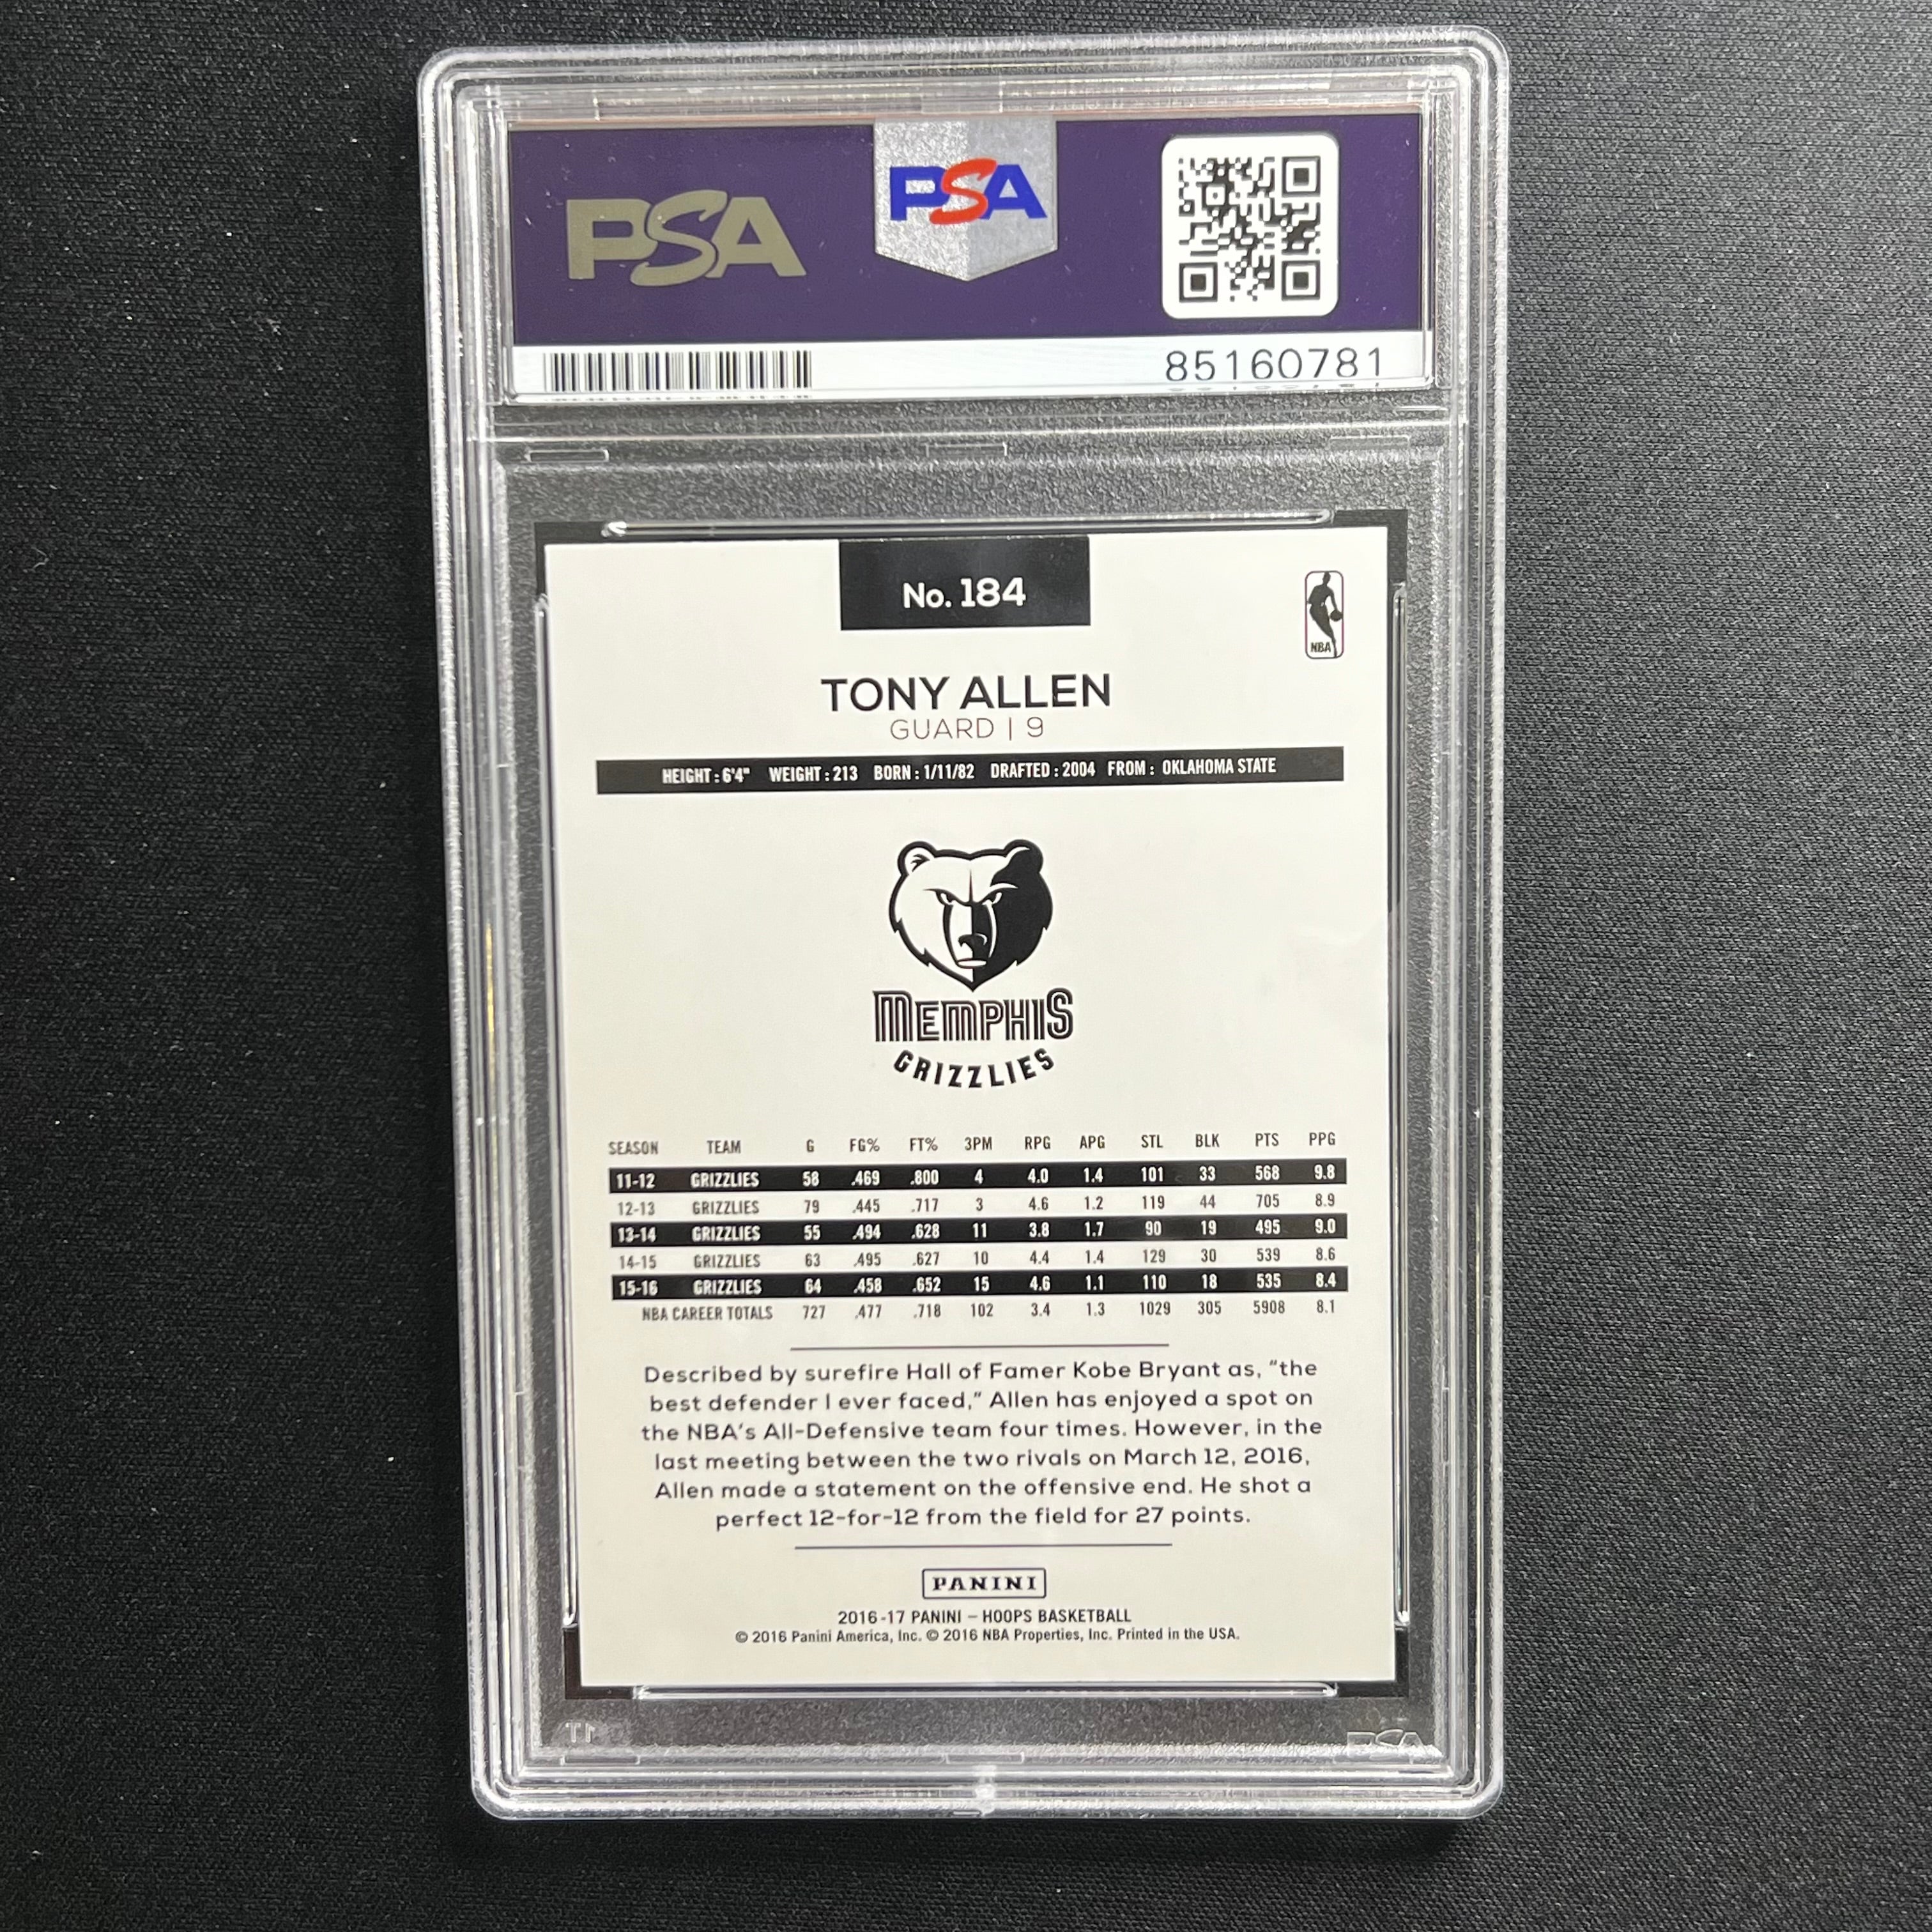 PSA PSA
85160781
No. 184
NBA
TONY ALLEN
GUARD | 9
HEIGHT : 6'4" WEIGHT : 213 BORN : 1/11/82 DRAFTED : 2004 FROM : OKLAHOMA STATE
MEMPHIS
GRIZZLIES
SEASON TEAM G FG% FT% 3PM RPG APG STL BLK PTS PPG
11-12 GRIZZLIES 58 .469 .800 4 4.0 1.4 101 33 568 9.8
12-13 GRIZZLIES 79 .445 .717 3 4.6 1.2 119 44 705 8.9
13-14 GRIZZLIES 55 .494 .628 11 3.8 1.7 90 19 495 9.0
14-15 GRIZZLIES 63 .495 .627 10 4.4 1.4 129 30 539 8.6
15-16 GRIZZLIES 64 .458 .652 15 4.6 1.1 110 18 535 8.4
NBA CAREER TOTALS 727 .477 .718 102 3.4 1.3 1029 305 5908 8.1
Described by surefire Hall of Famer Kobe Bryant as, "the
best defender I ever faced," Allen has enjoyed a spot on
the NBA's All-Defensive team four times. However, in the
last meeting between the two rivals on March 12, 2016,
Allen made a statement on the offensive end. He shot a
perfect 12-for-12 from the field for 27 points.
PANINI
2016-17 PANINI – HOOPS BASKETBALL
© 2016 Panini America, Inc. © 2016 NBA Properties, Inc. Printed in the USA.
PSA